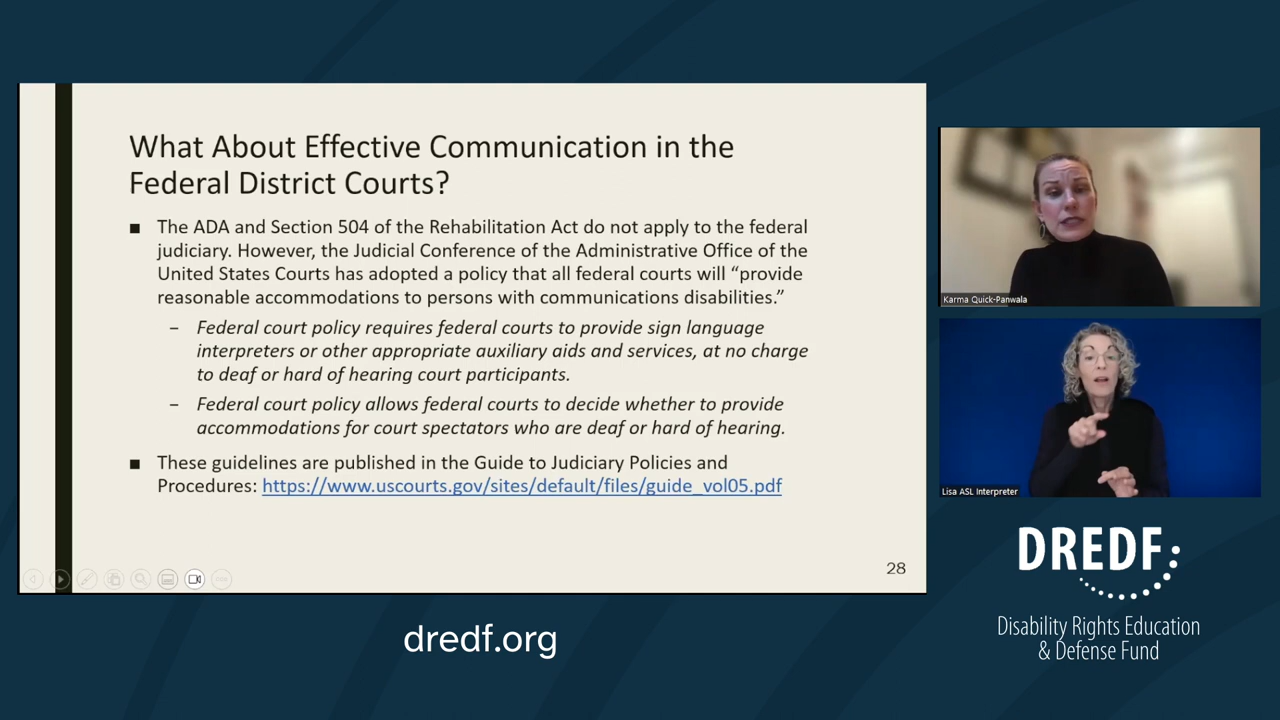 What About Effective Communication in the
Federal District Courts?
■ The ADA and Section 504 of the Rehabilitation Act do not apply to the federal
judiciary. However, the Judicial Conference of the Administrative Office of the
United States Courts has adopted a policy that all federal courts will “provide
reasonable accommodations to persons with communications disabilities.”
– Federal court policy requires federal courts to provide sign language
interpreters or other appropriate auxiliary aids and services, at no charge
to deaf or hard of hearing court participants.
– Federal court policy allows federal courts to decide whether to provide
accommodations for court spectators who are deaf or hard of hearing.
■ These guidelines are published in the Guide to Judiciary Policies and
Procedures: https://www.uscourts.gov/sites/default/files/guide_vol05.pdf
28
Karma Quick-Panwala
Lisa ASL Interpreter
DREDF
Disability Rights Education
& Defense Fund
dredf.org